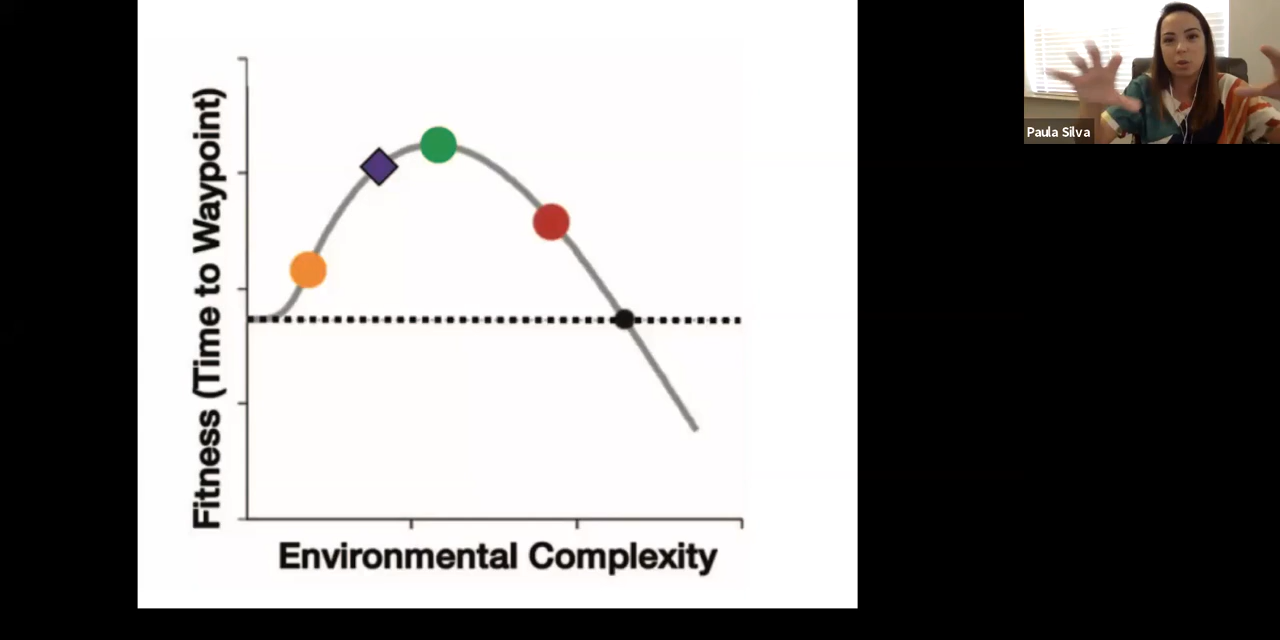 Fitness (Time to Waypoint)
Environmental Complexity
Paula Silva